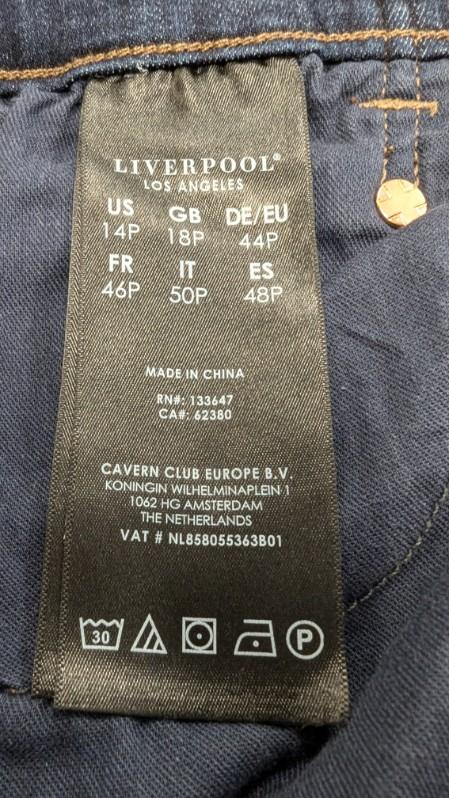 LIVERPOOL®
LOS ANGELES
US GB DE/EU
14P 18P 44P
FR IT ES
46P 50P 48P
MADE IN CHINA
RN#: 133647
CA#: 62380
CAVERN CLUB EUROPE B.V.
KONINGIN WILHELMINAPLEIN 1
1062 HG AMSTERDAM
THE NETHERLANDS
VAT # NL858055363B01
30 P